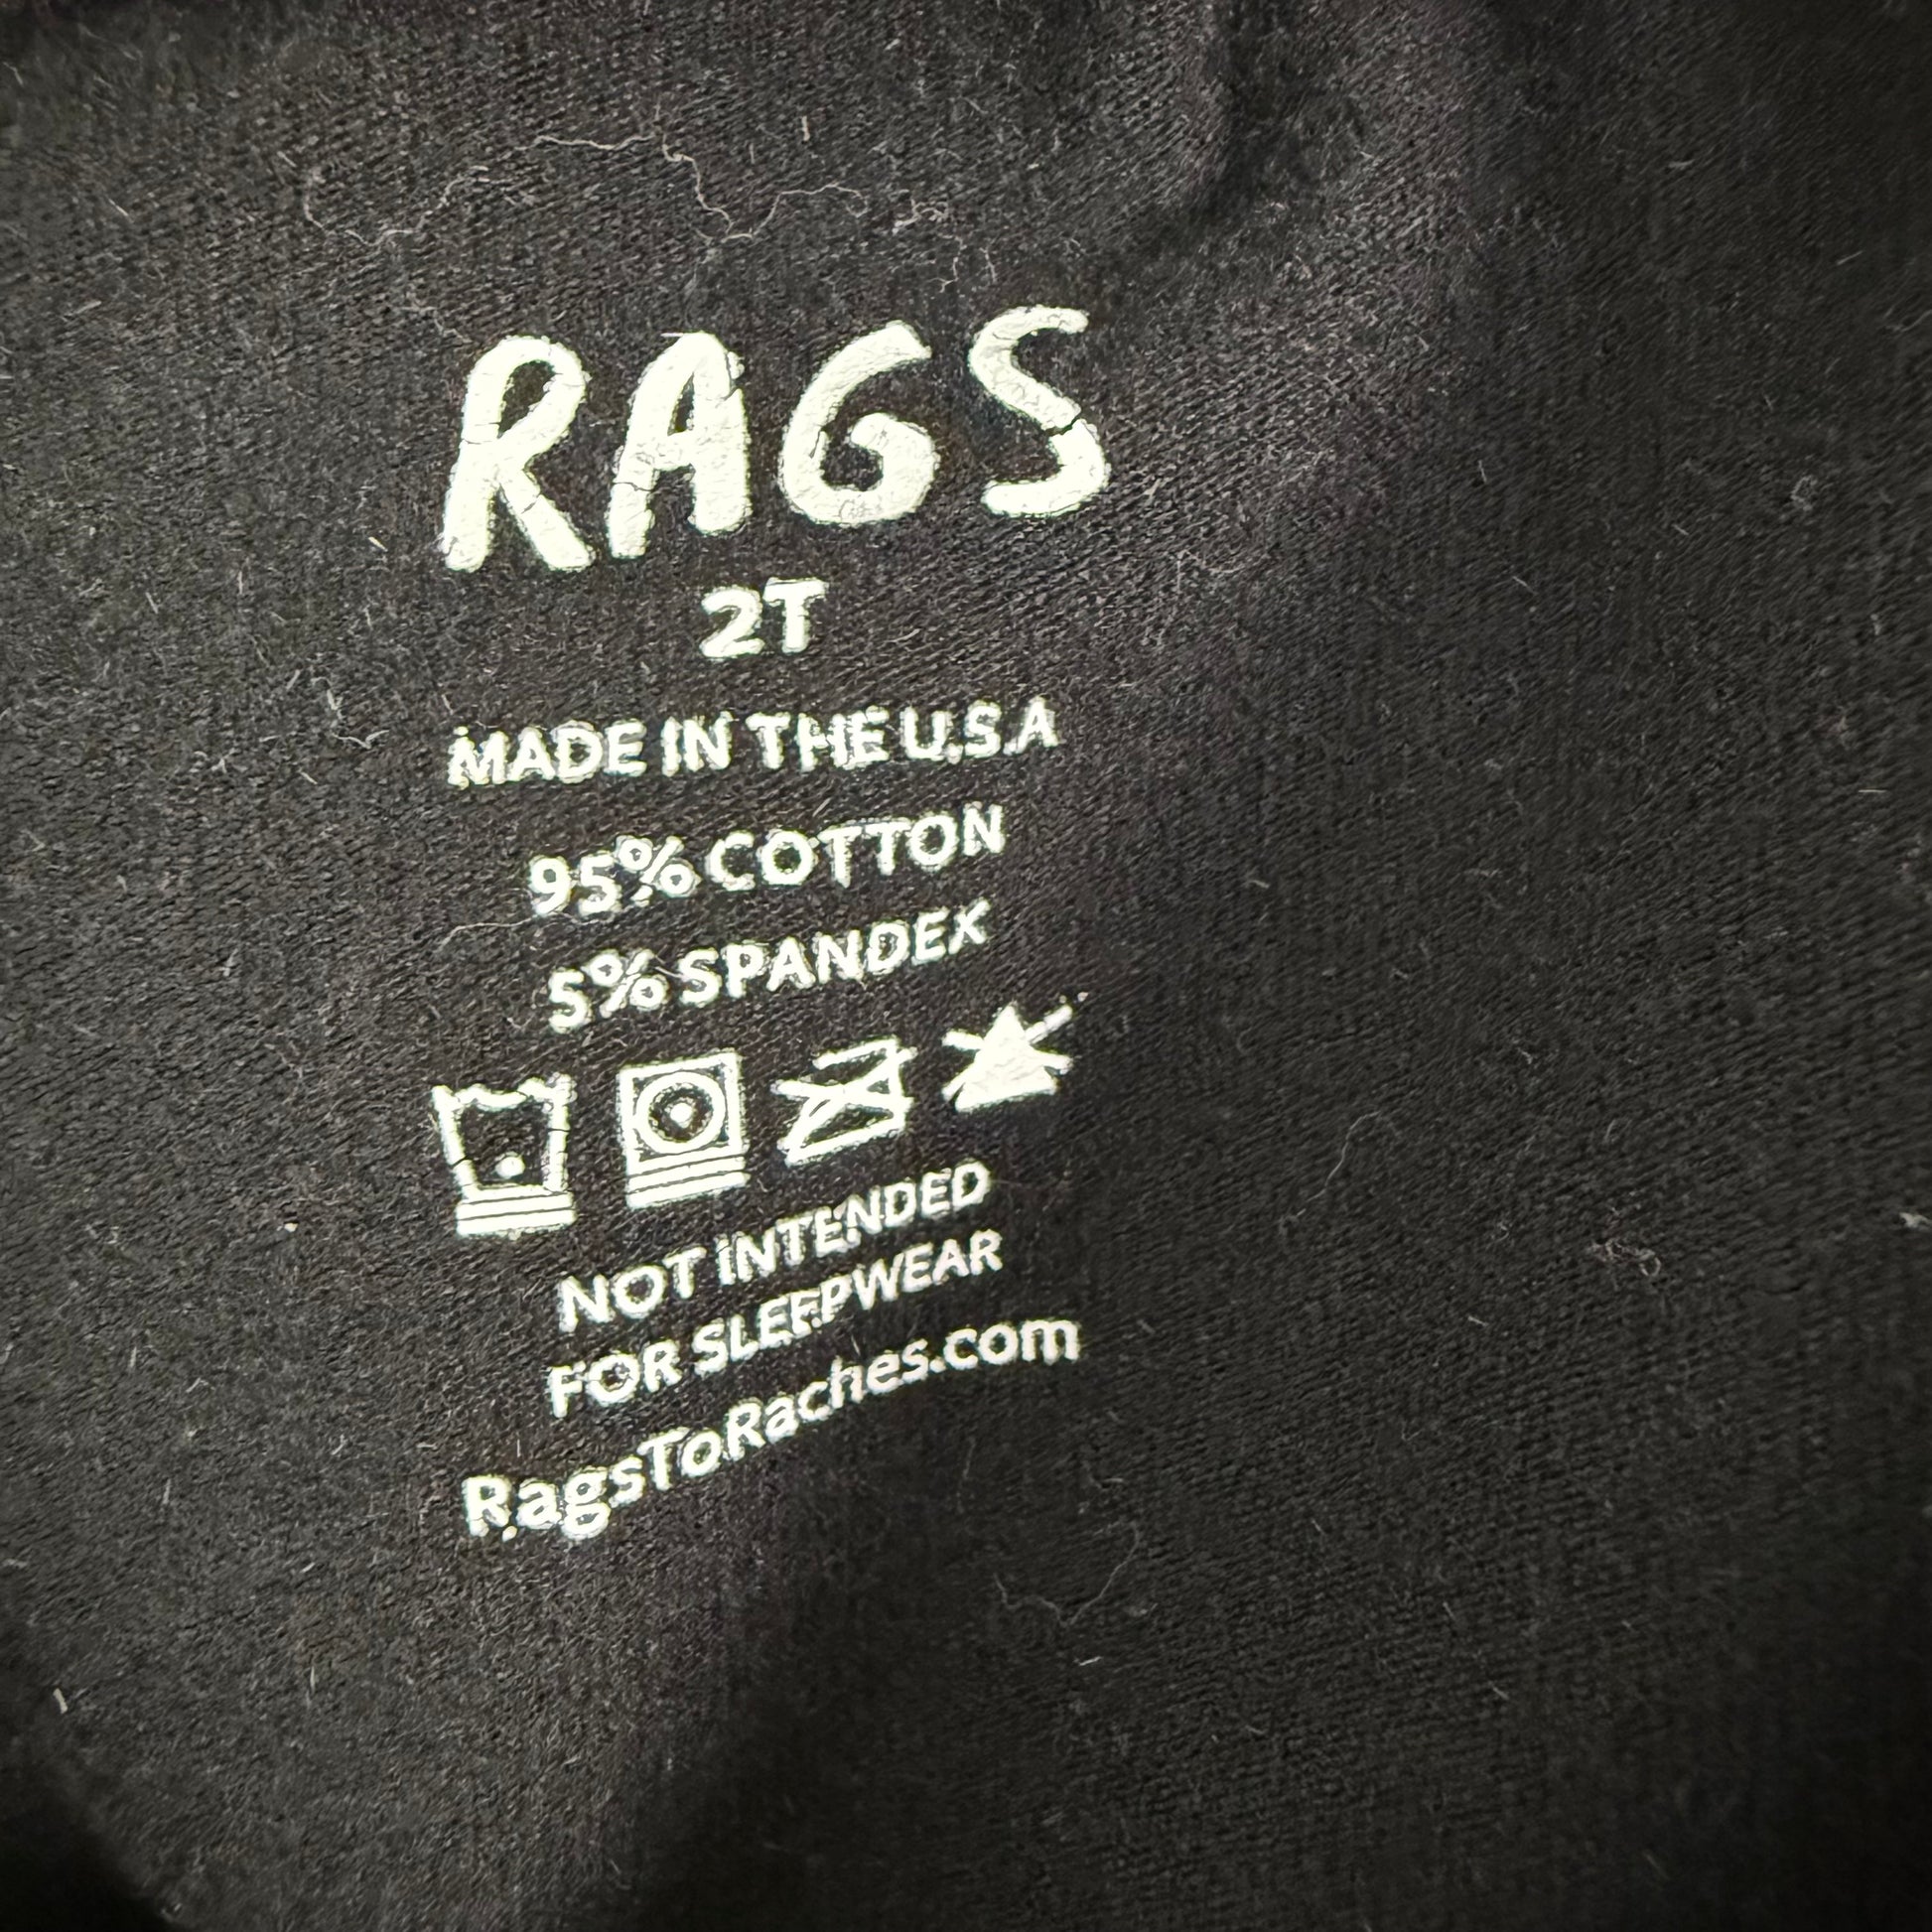 RAGS
2T
MADE IN THE U.S.A
95% COTTON
5% SPANDEX
NOT INTENDED
FOR SLEEPWEAR
RagsToRaches.com